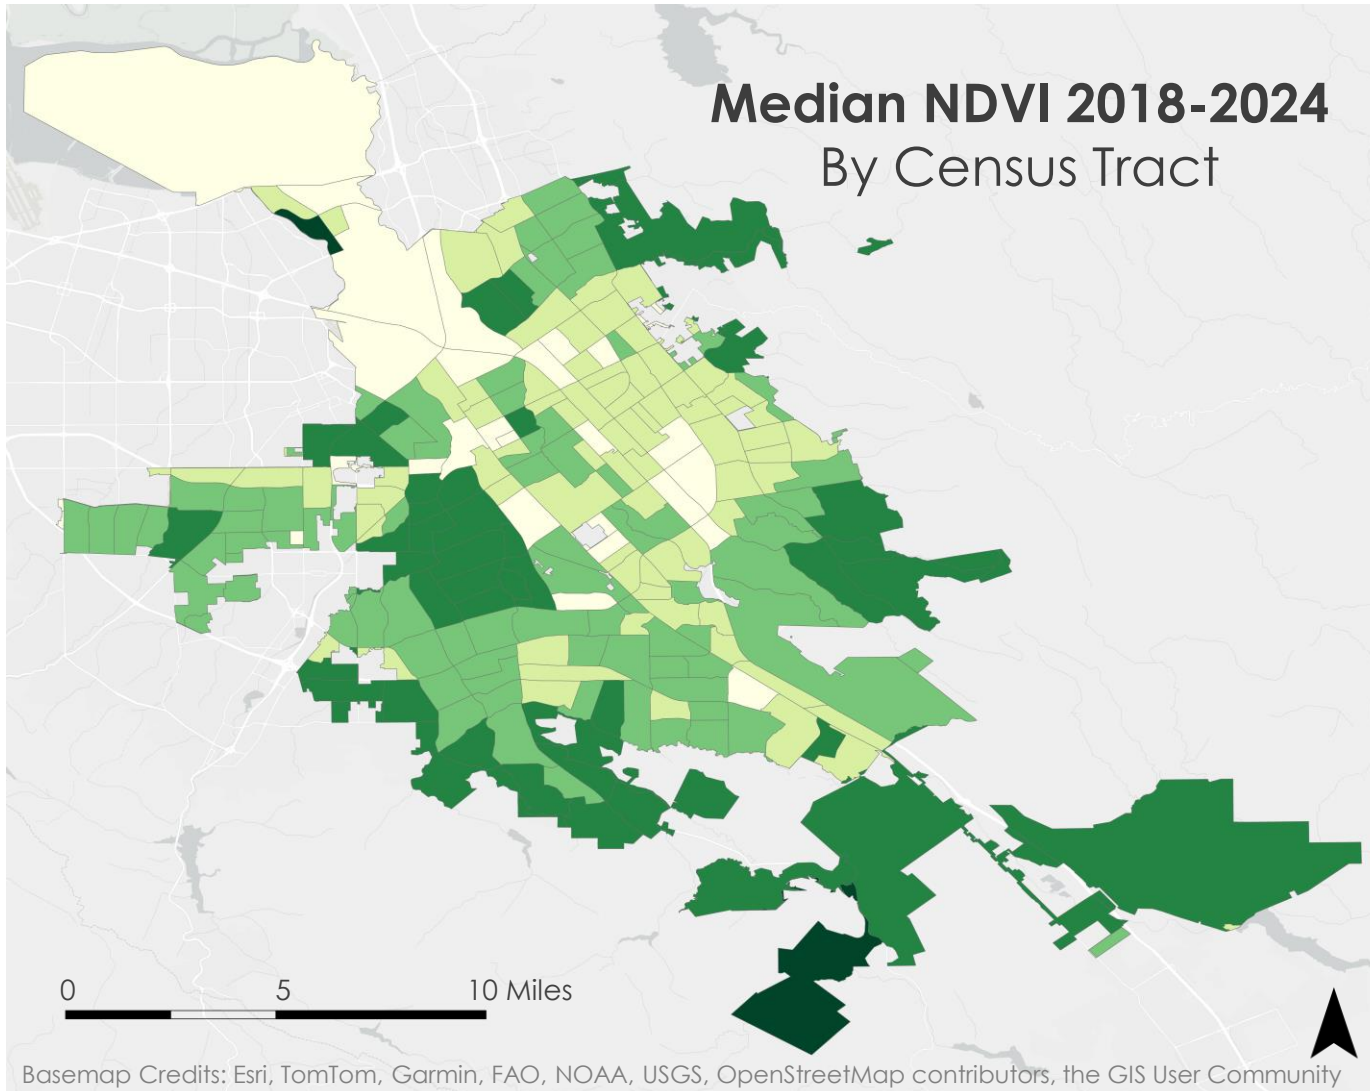 Median NDVI 2018-2024
By Census Tract
0 5 10 Miles
Basemap Credits: Esri, TomTom, Garmin, FAO, NOAA, USGS, OpenStreetMap contributors, the GIS User Community